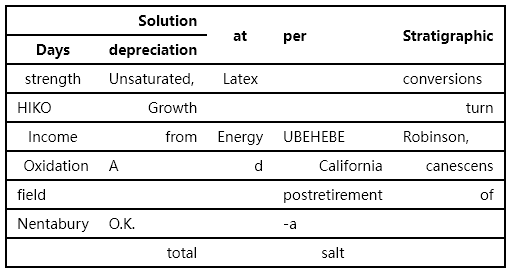 Solution at per Stratigraphic
Days depreciation
strength Unsaturated, Latex conversions
HIKO Growth turn
Income from Energy UBEHEBE Robinson,
Oxidation A d California canescens
field postretirement of
Nentabury O.K. -a
total salt